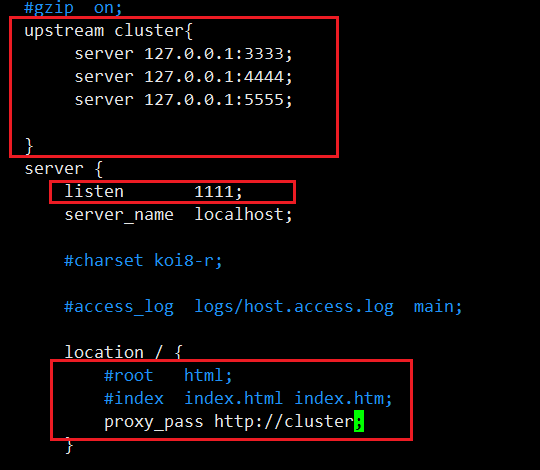 #gzip  on;
upstream cluster{
     server 127.0.0.1:3333;
     server 127.0.0.1:4444;
     server 127.0.0.1:5555;

}
server {
    listen       1111;
    server_name  localhost;

    #charset koi8-r;

    #access_log  logs/host.access.log  main;

    location / {
        #root   html;
        #index  index.html index.htm;
        proxy_pass http://cluster;
    }